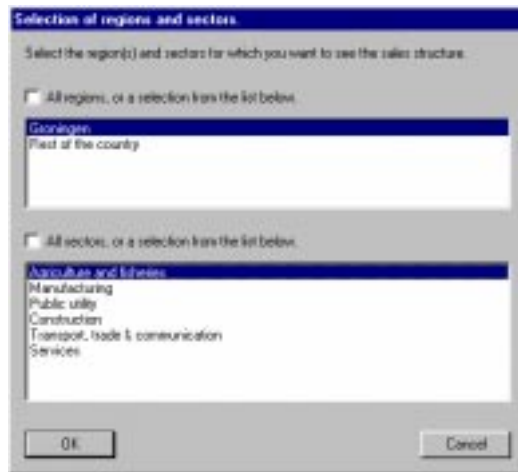 Selection of regions and sectors.
Select the region(s) and sectors for which you want to see the sales structure.
All regions, or a selection from the list below.
Groningen
Rest of the country
All sectors, or a selection from the list below.
Agriculture and fisheries
Manufacturing
Public utility
Construction
Transport, trade & communication
Services
OK
Cancel